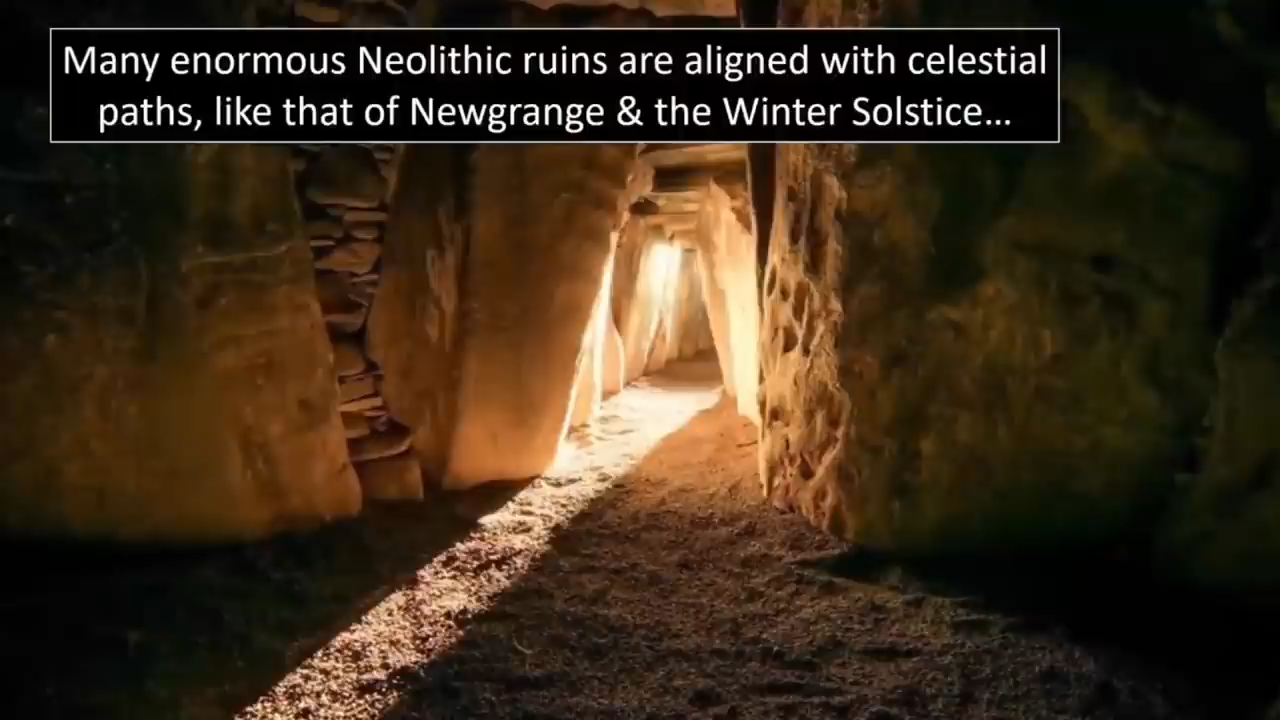 Many enormous Neolithic ruins are aligned with celestial
paths, like that of Newgrange & the Winter Solstice...